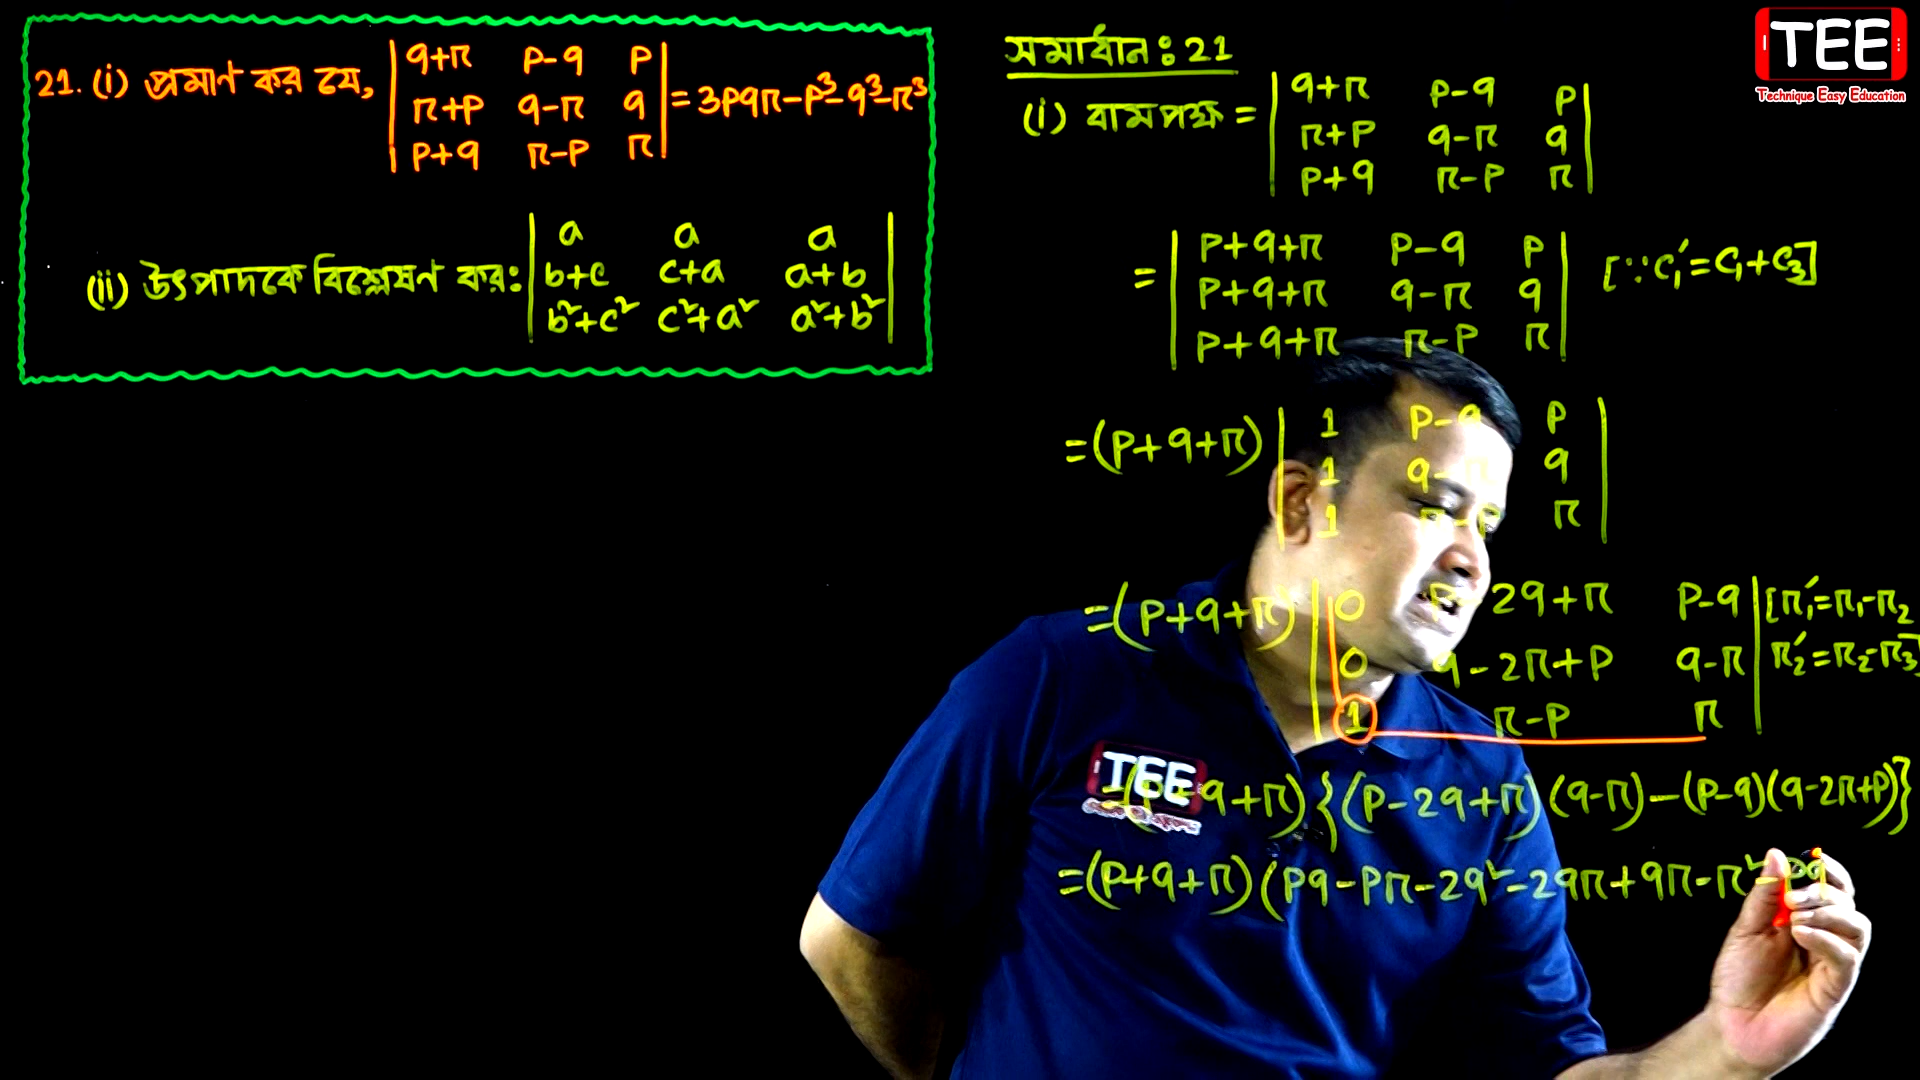 21. (i) প্রমাণ কর যে, | q+r p-q p | = 3pqr-p³-q³-r³
| r+p q-r q |
| p+q r-p r |
(ii) উৎপাদকে বিশ্লেষণ কর: | a a a |
| b+c c+a a+b |
| b²+c² c²+a² a²+b² |
সমাধান: 21
(i) বামপক্ষ = | q+r p-q p |
| r+p q-r q |
| p+q r-p r |
= | p+q+r p-q p | [∵ c₁′ = c₁+c₃]
| p+q+r q-r q |
| p+q+r r-p r |
=(p+q+r) | 1 p-q p |
| 1 q-r q |
| 1 r-p r |
=(p+q+r) | 0 p-2q+r p-q | [r₁′=r₁-r₂
| 0 q-2r+p q-r | r₂′=r₂-r₃]
| 1 r-p r |
=(p+q+r){(p-2q+r)(q-r)-(p-q)(q-2r+p)}
=(p+q+r)(pq-pr-2q²-2qr+qr-r²-pq
TEE
Technique Easy Education
TEE